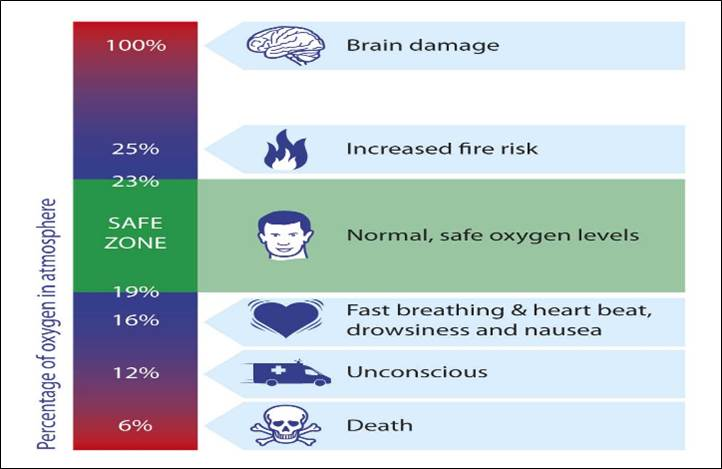 100%
Brain damage
25%
Increased fire risk
23%
SAFE
ZONE
Normal, safe oxygen levels
19%
16%
Fast breathing & heart beat,
drowsiness and nausea
12%
Unconscious
6%
Death
Percentage of oxygen in atmosphere